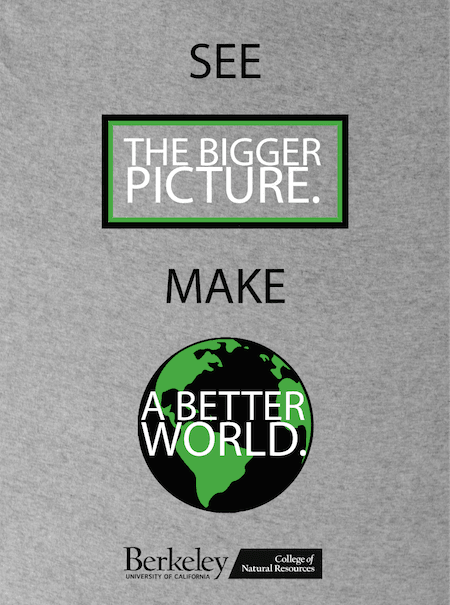 SEE
THE BIGGER
PICTURE.
MAKE
A BETTER
WORLD.
Berkeley
UNIVERSITY OF CALIFORNIA
College of
Natural Resources